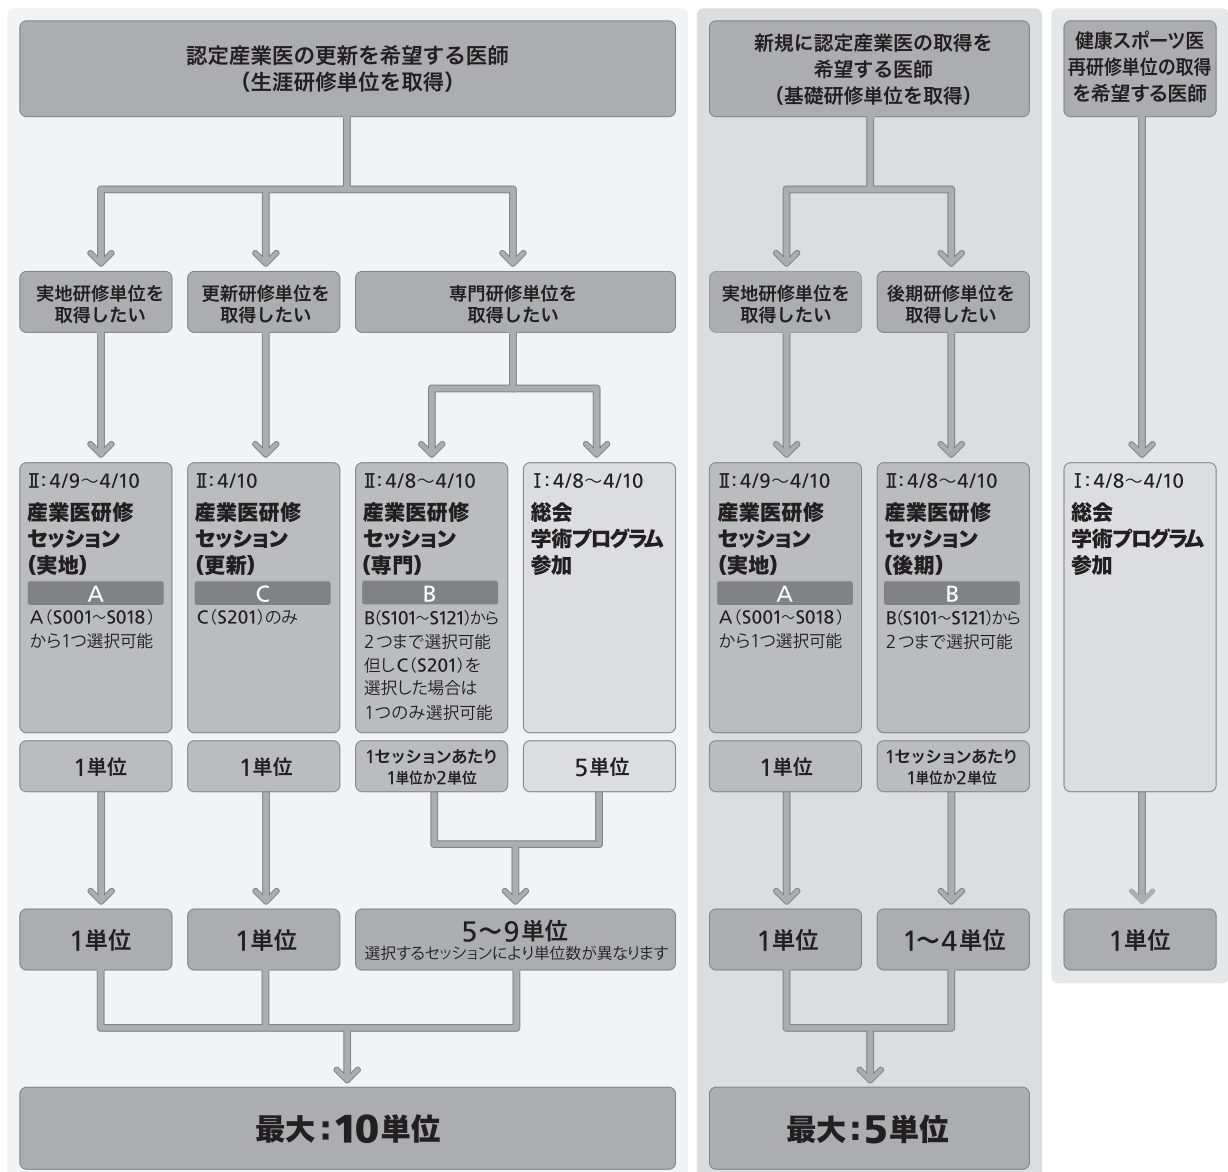 認定産業医の更新を希望する医師
(生涯研修単位を取得)
新規に認定産業医の取得を
希望する医師
(基礎研修単位を取得)
健康スポーツ医
再研修単位の取得
を希望する医師
実地研修単位を
取得したい
更新研修単位を
取得したい
専門研修単位を
取得したい
実地研修単位を
取得したい
後期研修単位を
取得したい
Ⅱ:4/9〜4/10
産業医研修
セッション
(実地)
A
A(S001〜S018)
から1つ選択可能
Ⅱ:4/10
産業医研修
セッション
(更新)
C
C(S201)のみ
Ⅱ:4/8〜4/10
産業医研修
セッション
(専門)
B
B(S101〜S121)から
2つまで選択可能
但しC(S201)を
選択した場合は
1つのみ選択可能
Ⅰ:4/8〜4/10
総会
学術プログラム
参加
Ⅱ:4/9〜4/10
産業医研修
セッション
(実地)
A
A(S001〜S018)
から1つ選択可能
Ⅱ:4/8〜4/10
産業医研修
セッション
(後期)
B
B(S101〜S121)から
2つまで選択可能
Ⅰ:4/8〜4/10
総会
学術プログラム
参加
1単位
1単位
1セッションあたり
1単位か2単位
5単位
1単位
1セッションあたり
1単位か2単位
1単位
1単位
5〜9単位
選択するセッションにより単位数が異なります
1単位
1〜4単位
1単位
最大:10単位
最大:5単位